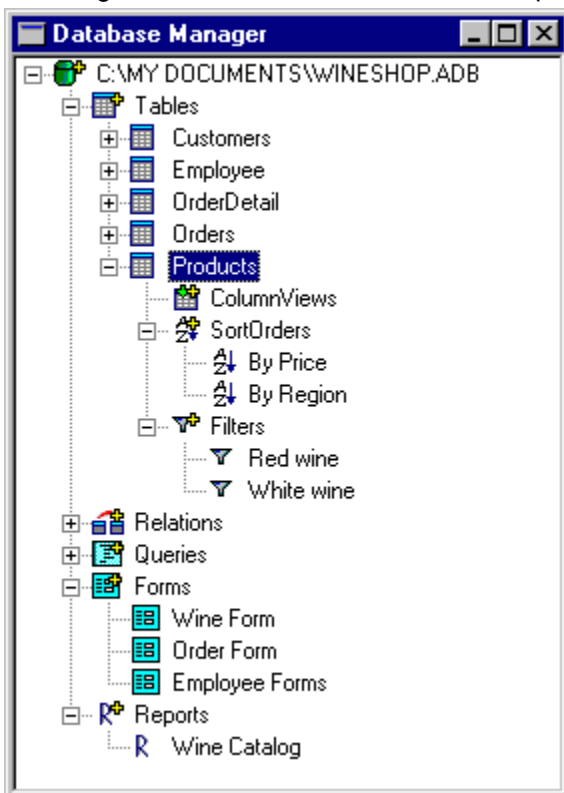 Database Manager
C:\MY DOCUMENTS\WINESHOP.ADB
Tables
Customers
Employee
OrderDetail
Orders
Products
ColumnViews
SortOrders
By Price
By Region
Filters
Red wine
White wine
Relations
Queries
Forms
Wine Form
Order Form
Employee Forms
Reports
Wine Catalog